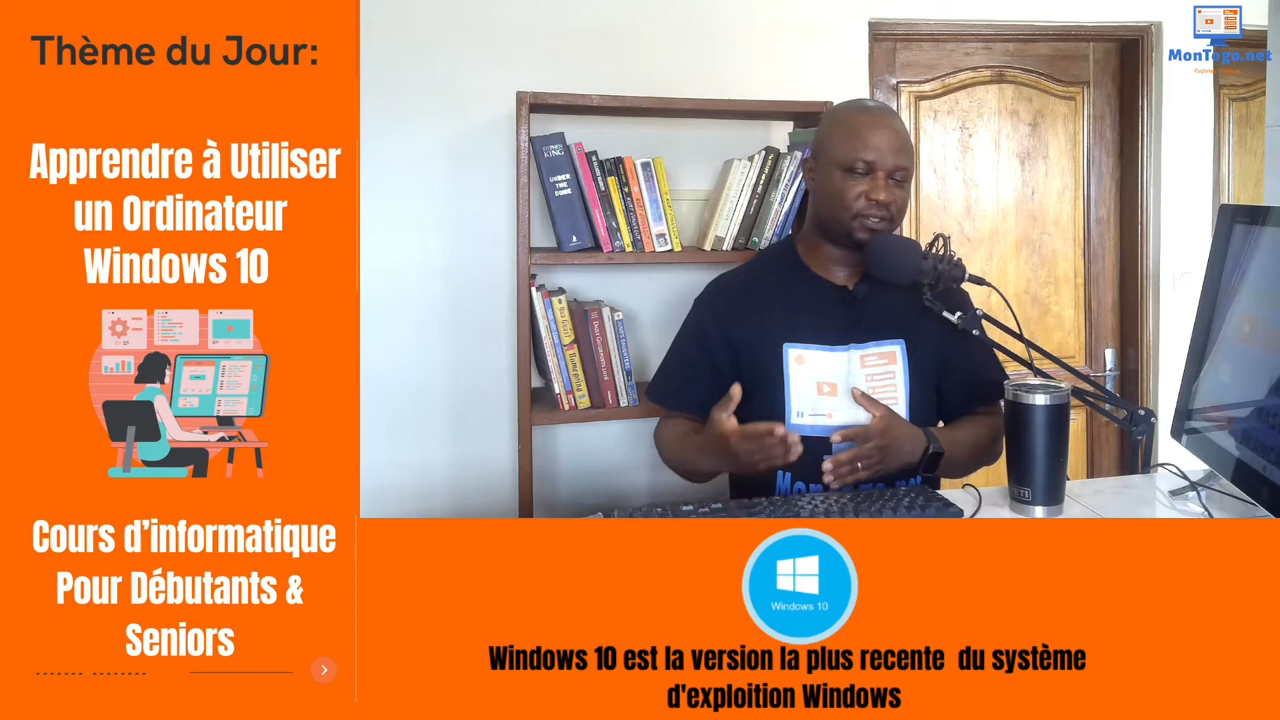 Thème du Jour:
Apprendre à Utiliser
un Ordinateur
Windows 10
Cours d'informatique
Pour Débutants &
Seniors
MonTogo.net
KING
UNDER
THE
DOME
YETI
Windows 10
Windows 10 est la version la plus recente du système
d'exploition Windows